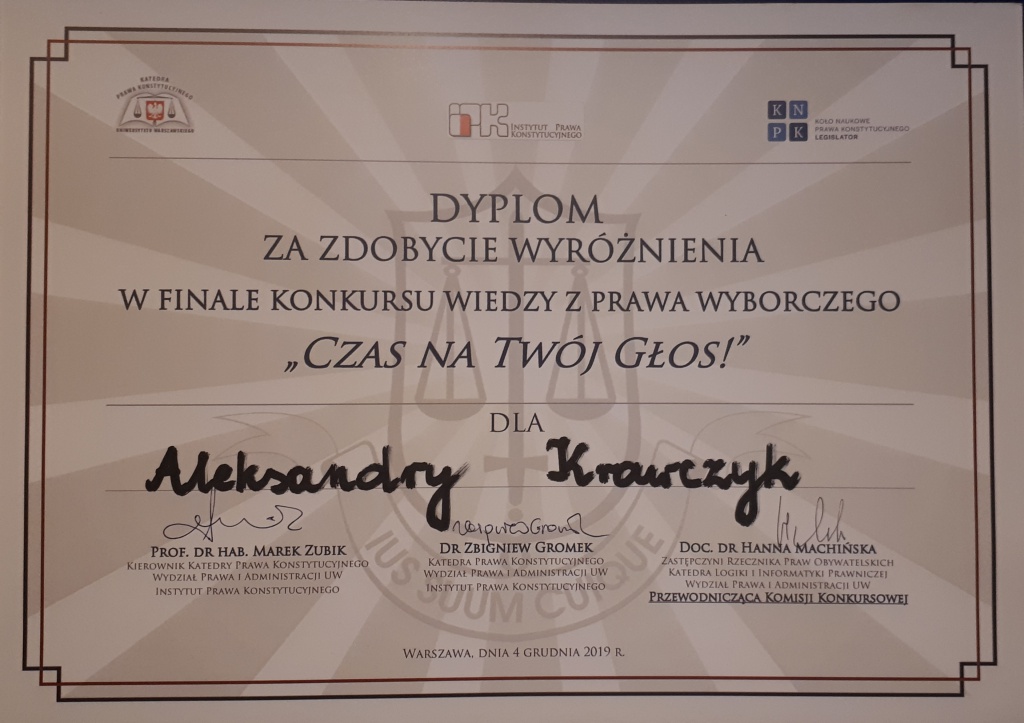 KATEDRA
PRAWA KONSTYTUCYJNEGO
UNIWERSYTETU WARSZAWSKIEGO
IPK INSTYTUT PRAWA
KONSTYTUCYJNEGO
K N
P K
KOŁO NAUKOWE
PRAWA KONSTYTUCYJNEGO
LEGISLATOR
DYPLOM
ZA ZDOBYCIE WYRÓŻNIENIA
W FINALE KONKURSU WIEDZY Z PRAWA WYBORCZEGO
„CZAS NA TWÓJ GŁOS!”
DLA
Aleksandry Krawczyk
PROF. DR HAB. MAREK ZUBIK
KIEROWNIK KATEDRY PRAWA KONSTYTUCYJNEGO
WYDZIAŁ PRAWA I ADMINISTRACJI UW
INSTYTUT PRAWA KONSTYTUCYJNEGO
DR ZBIGNIEW GROMEK
KATEDRA PRAWA KONSTYTUCYJNEGO
WYDZIAŁ PRAWA I ADMINISTRACJI UW
INSTYTUT PRAWA KONSTYTUCYJNEGO
DOC. DR HANNA MACHIŃSKA
ZASTĘPCZYNI RZECZNIKA PRAW OBYWATELSKICH
KATEDRA LOGIKI I INFORMATYKI PRAWNICZEJ
WYDZIAŁ PRAWA I ADMINISTRACJI UW
PRZEWODNICZĄCA KOMISJI KONKURSOWEJ
IUS SUUM CUIQUE
WARSZAWA, DNIA 4 GRUDNIA 2019 R.